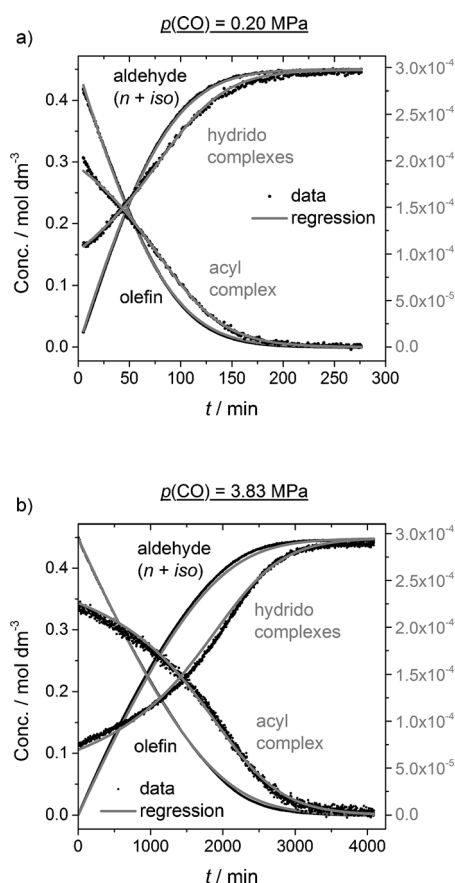 p(CO) = 0.20 MPa
a)
aldehyde
(n + iso)
hydrido
complexes
data
regression
acyl
complex
olefin
Conc. / mol dm-3
0.4
0.3
0.2
0.1
0.0
3.0x10-4
2.5x10-4
2.0x10-4
1.5x10-4
1.0x10-4
5.0x10-5
0.0
0 50 100 150 200 250 300
t / min
p(CO) = 3.83 MPa
b)
aldehyde
(n + iso)
hydrido
complexes
acyl
complex
olefin
data
regression
Conc. / mol dm-3
0.4
0.3
0.2
0.1
0.0
3.0x10-4
2.5x10-4
2.0x10-4
1.5x10-4
1.0x10-4
5.0x10-5
0.0
0 1000 2000 3000 4000
t / min